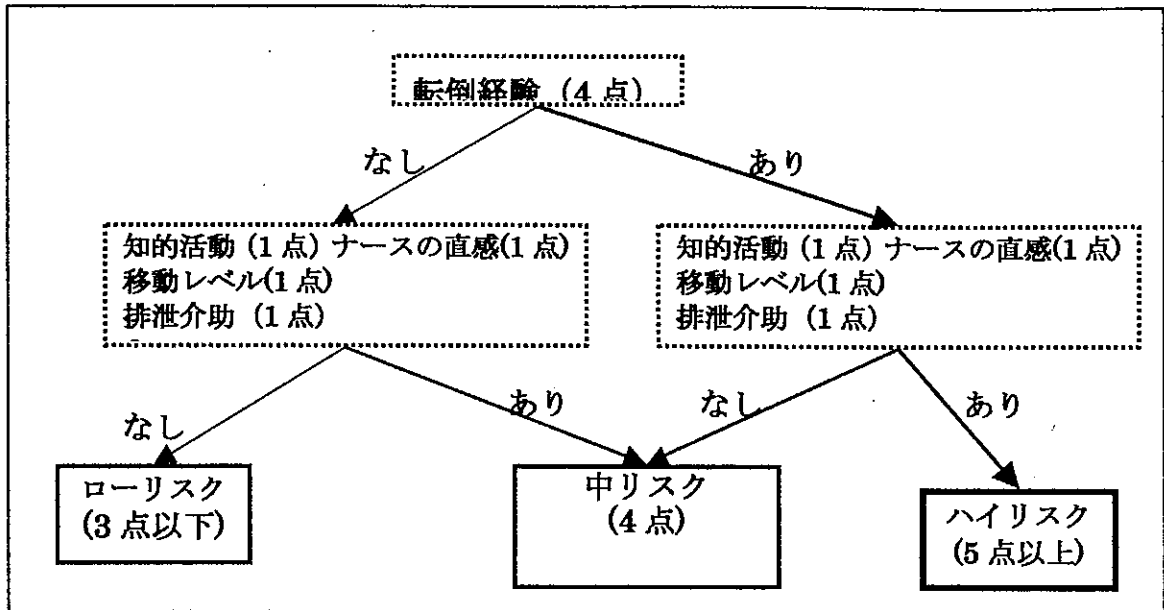 転倒経験（4点）
なし
あり
知的活動（1点）ナースの直感(1点)
移動レベル(1点)
排泄介助（1点）
知的活動（1点）ナースの直感(1点)
移動レベル(1点)
排泄介助（1点）
なし
あり
なし
あり
ローリスク
(3点以下)
中リスク
(4点)
ハイリスク
(5点以上)